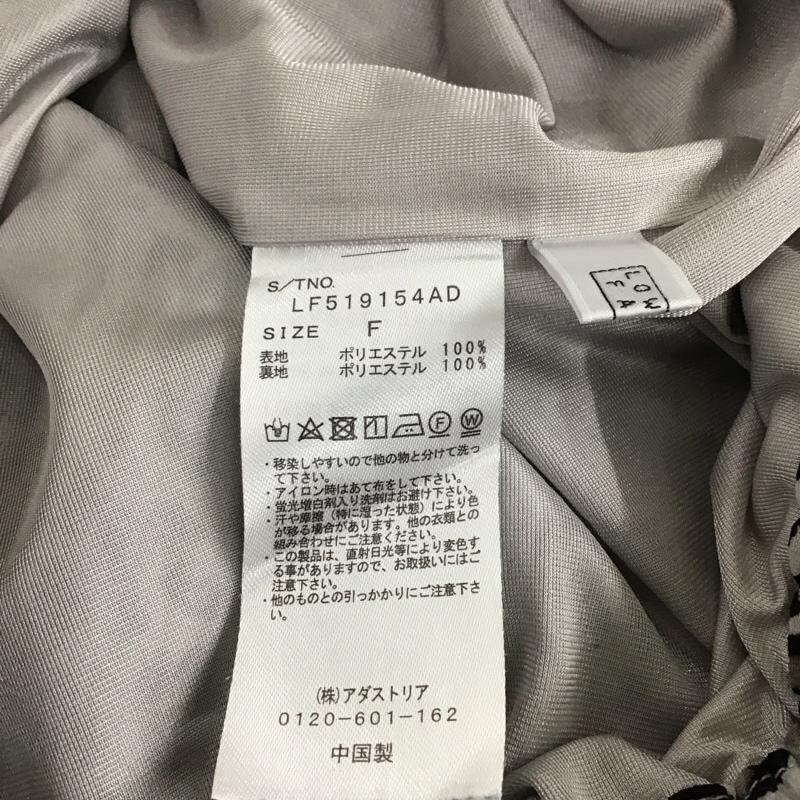 S/TNO.
LF519154AD
SIZE F
表地 ポリエステル 100%
裏地 ポリエステル 100%
F W
・移染しやすいので他の物と分けて洗っ
て下さい。
・アイロン時はあて布をして下さい。
・蛍光増白剤入り洗剤はお避け下さい。
・汗や摩擦(特に湿った状態)により色
が移る場合があります。他の衣類との
組み合わせにご注意ください。
・この製品は、直射日光等により変色す
る事がありますので、お取扱いにはご
注意下さい。
・他のものとの引っかかりにご注意下さ
い。
(株)アダストリア
0120-601-162
中国製